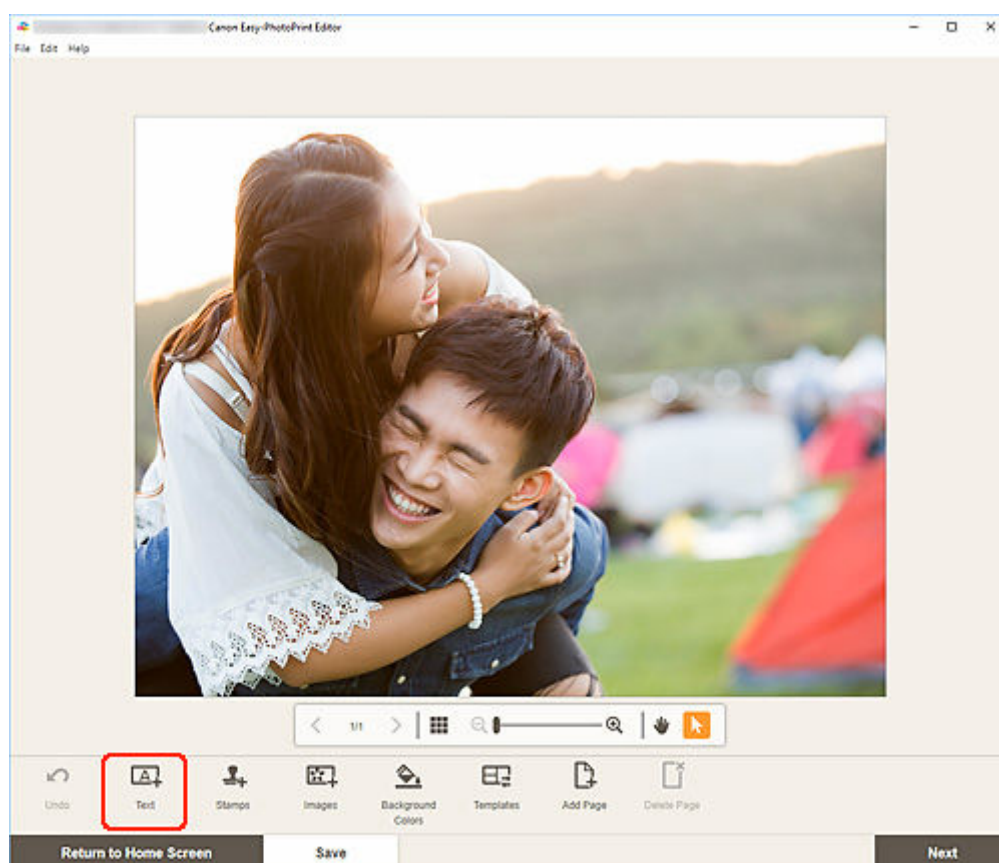 Canon Easy-PhotoPrint Editor
File Edit Help
1/1
Undo Text Stamps Images Background Colors Templates Add Page Delete Page
Return to Home Screen Save Next